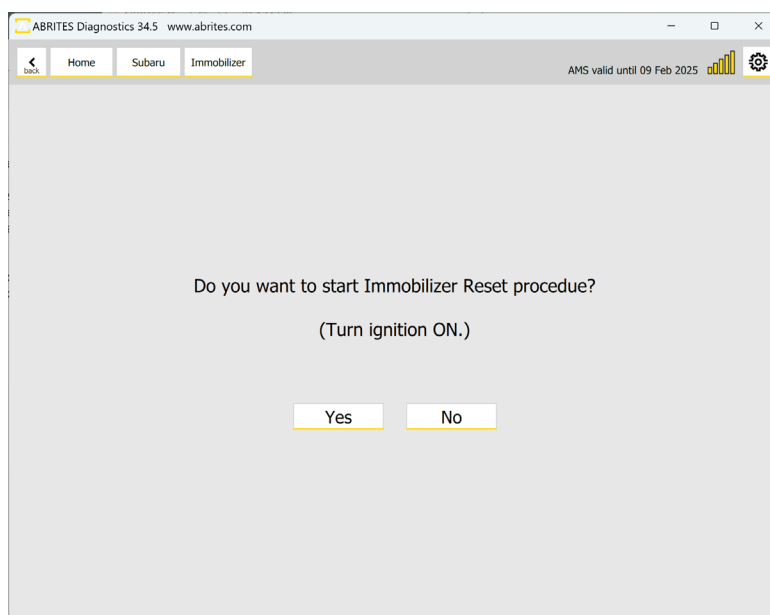 ABRITES Diagnostics 34.5 www.abrites.com
back Home Subaru Immobilizer AMS valid until 09 Feb 2025
Do you want to start Immobilizer Reset procedue?
(Turn ignition ON.)
Yes No